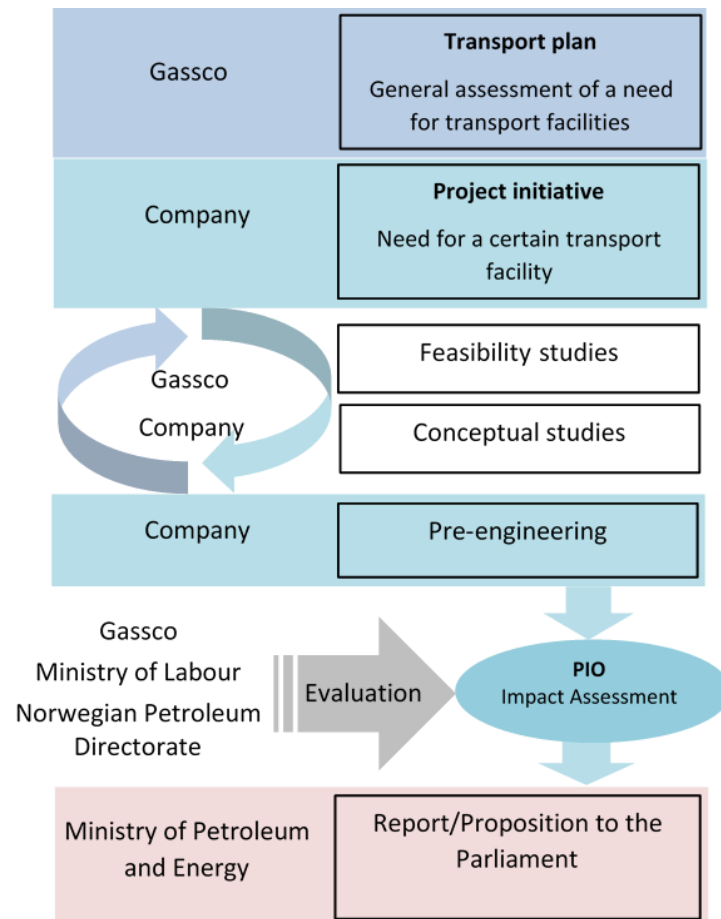 Gassco
Transport plan
General assessment of a need
for transport facilities
Company
Project initiative
Need for a certain transport
facility
Gassco
Company
Feasibility studies
Conceptual studies
Company
Pre-engineering
Gassco
Ministry of Labour
Norwegian Petroleum
Directorate
Evaluation
PIO
Impact Assessment
Ministry of Petroleum
and Energy
Report/Proposition to the
Parliament